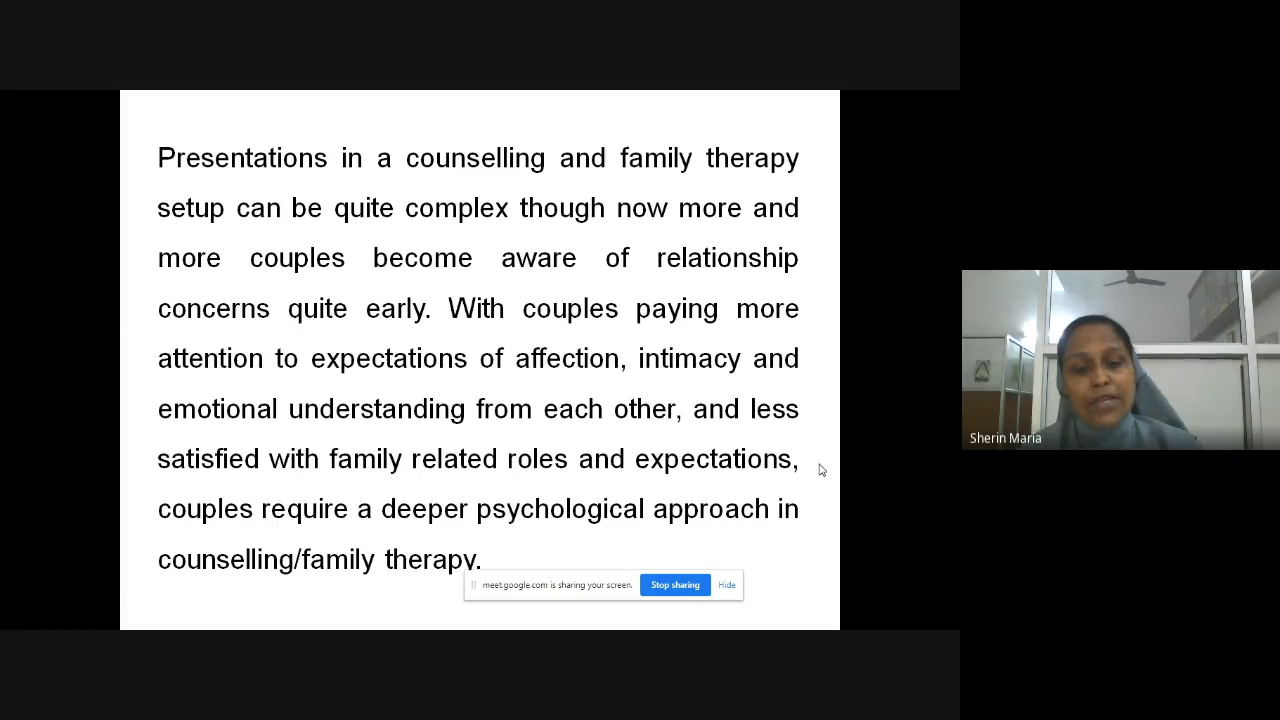 Presentations in a counselling and family therapy
setup can be quite complex though now more and
more couples become aware of relationship
concerns quite early. With couples paying more
attention to expectations of affection, intimacy and
emotional understanding from each other, and less
satisfied with family related roles and expectations,
couples require a deeper psychological approach in
counselling/family therapy.
meet.google.com is sharing your screen. Stop sharing Hide
Sherin Maria